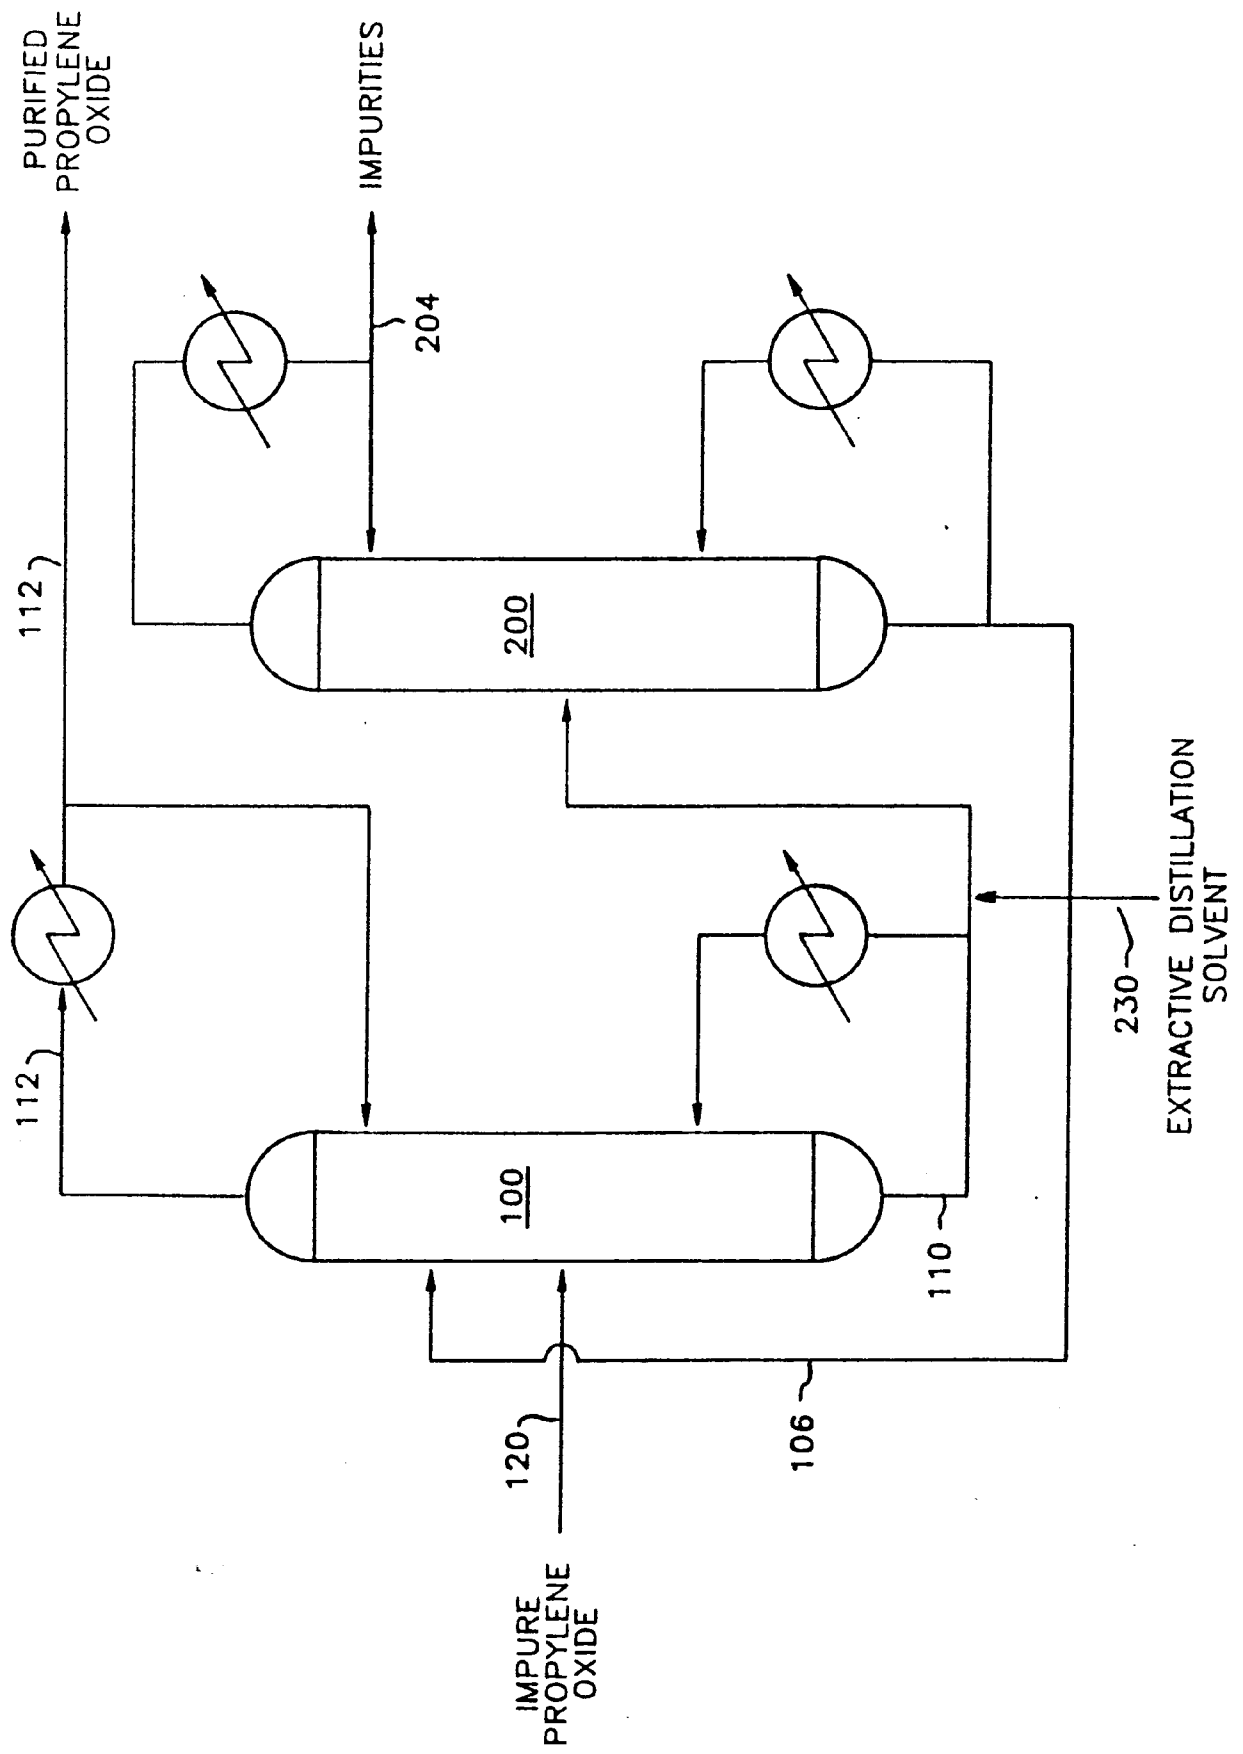 PURIFIED
PROPYLENE
OXIDE
112
112
IMPURITIES
204
100
200
IMPURE
PROPYLENE
OXIDE
120
106
110
230
EXTRACTIVE DISTILLATION
SOLVENT